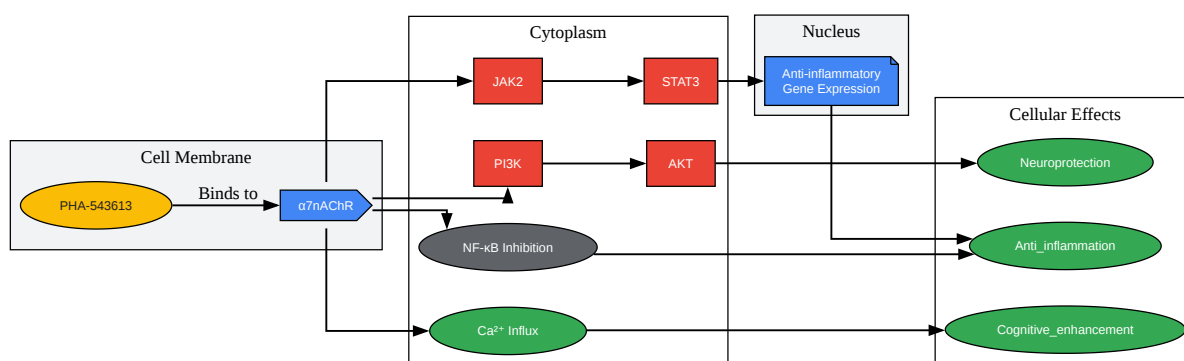 Cytoplasm
Nucleus
JAK2
STAT3
Anti-inflammatory
Gene Expression
Cellular Effects
Cell Membrane
PI3K
AKT
Neuroprotection
PHA-543613
Binds to
α7nAChR
NF-κB Inhibition
Anti_inflammation
Ca²⁺ Influx
Cognitive_enhancement